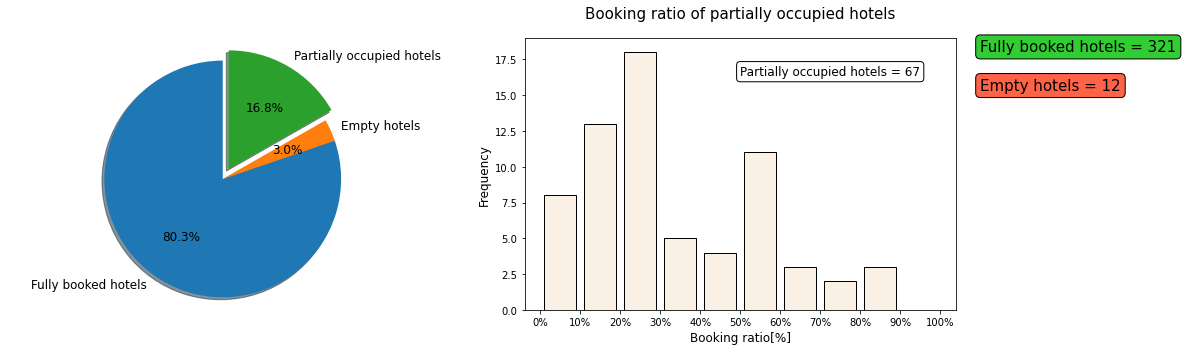 Partially occupied hotels
16.8%
Empty hotels
3.0%
80.3%
Fully booked hotels
Booking ratio of partially occupied hotels
Partially occupied hotels = 67
Frequency
17.5
15.0
12.5
10.0
7.5
5.0
2.5
0.0
0% 10% 20% 30% 40% 50% 60% 70% 80% 90% 100%
Booking ratio[%]
Fully booked hotels = 321
Empty hotels = 12